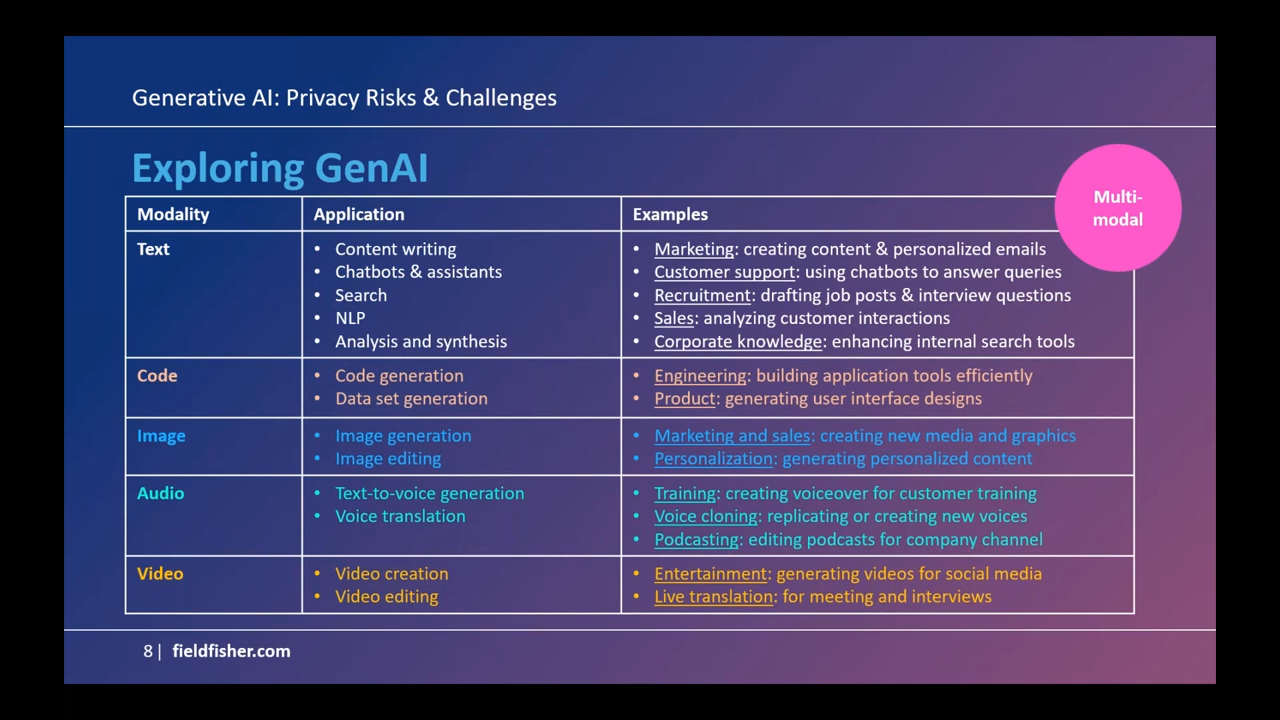 Generative AI: Privacy Risks & Challenges
Exploring GenAI
Multi-
modal
Modality Application Examples
Text
• Content writing
• Chatbots & assistants
• Search
• NLP
• Analysis and synthesis
• Marketing: creating content & personalized emails
• Customer support: using chatbots to answer queries
• Recruitment: drafting job posts & interview questions
• Sales: analyzing customer interactions
• Corporate knowledge: enhancing internal search tools
Code
• Code generation
• Data set generation
• Engineering: building application tools efficiently
• Product: generating user interface designs
Image
• Image generation
• Image editing
• Marketing and sales: creating new media and graphics
• Personalization: generating personalized content
Audio
• Text-to-voice generation
• Voice translation
• Training: creating voiceover for customer training
• Voice cloning: replicating or creating new voices
• Podcasting: editing podcasts for company channel
Video
• Video creation
• Video editing
• Entertainment: generating videos for social media
• Live translation: for meeting and interviews
8 | fieldfisher.com